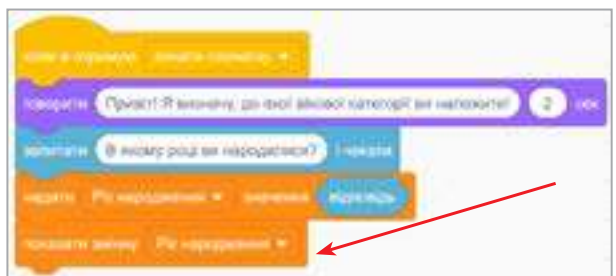 коли я отримую
говорити Привіт! Я визначу, до якої вікової категорії ви належите! 2 сек
запитати В якому році ви народилися? і чекати
надати Рік народження значення відповідь
показати змінну Рік народження